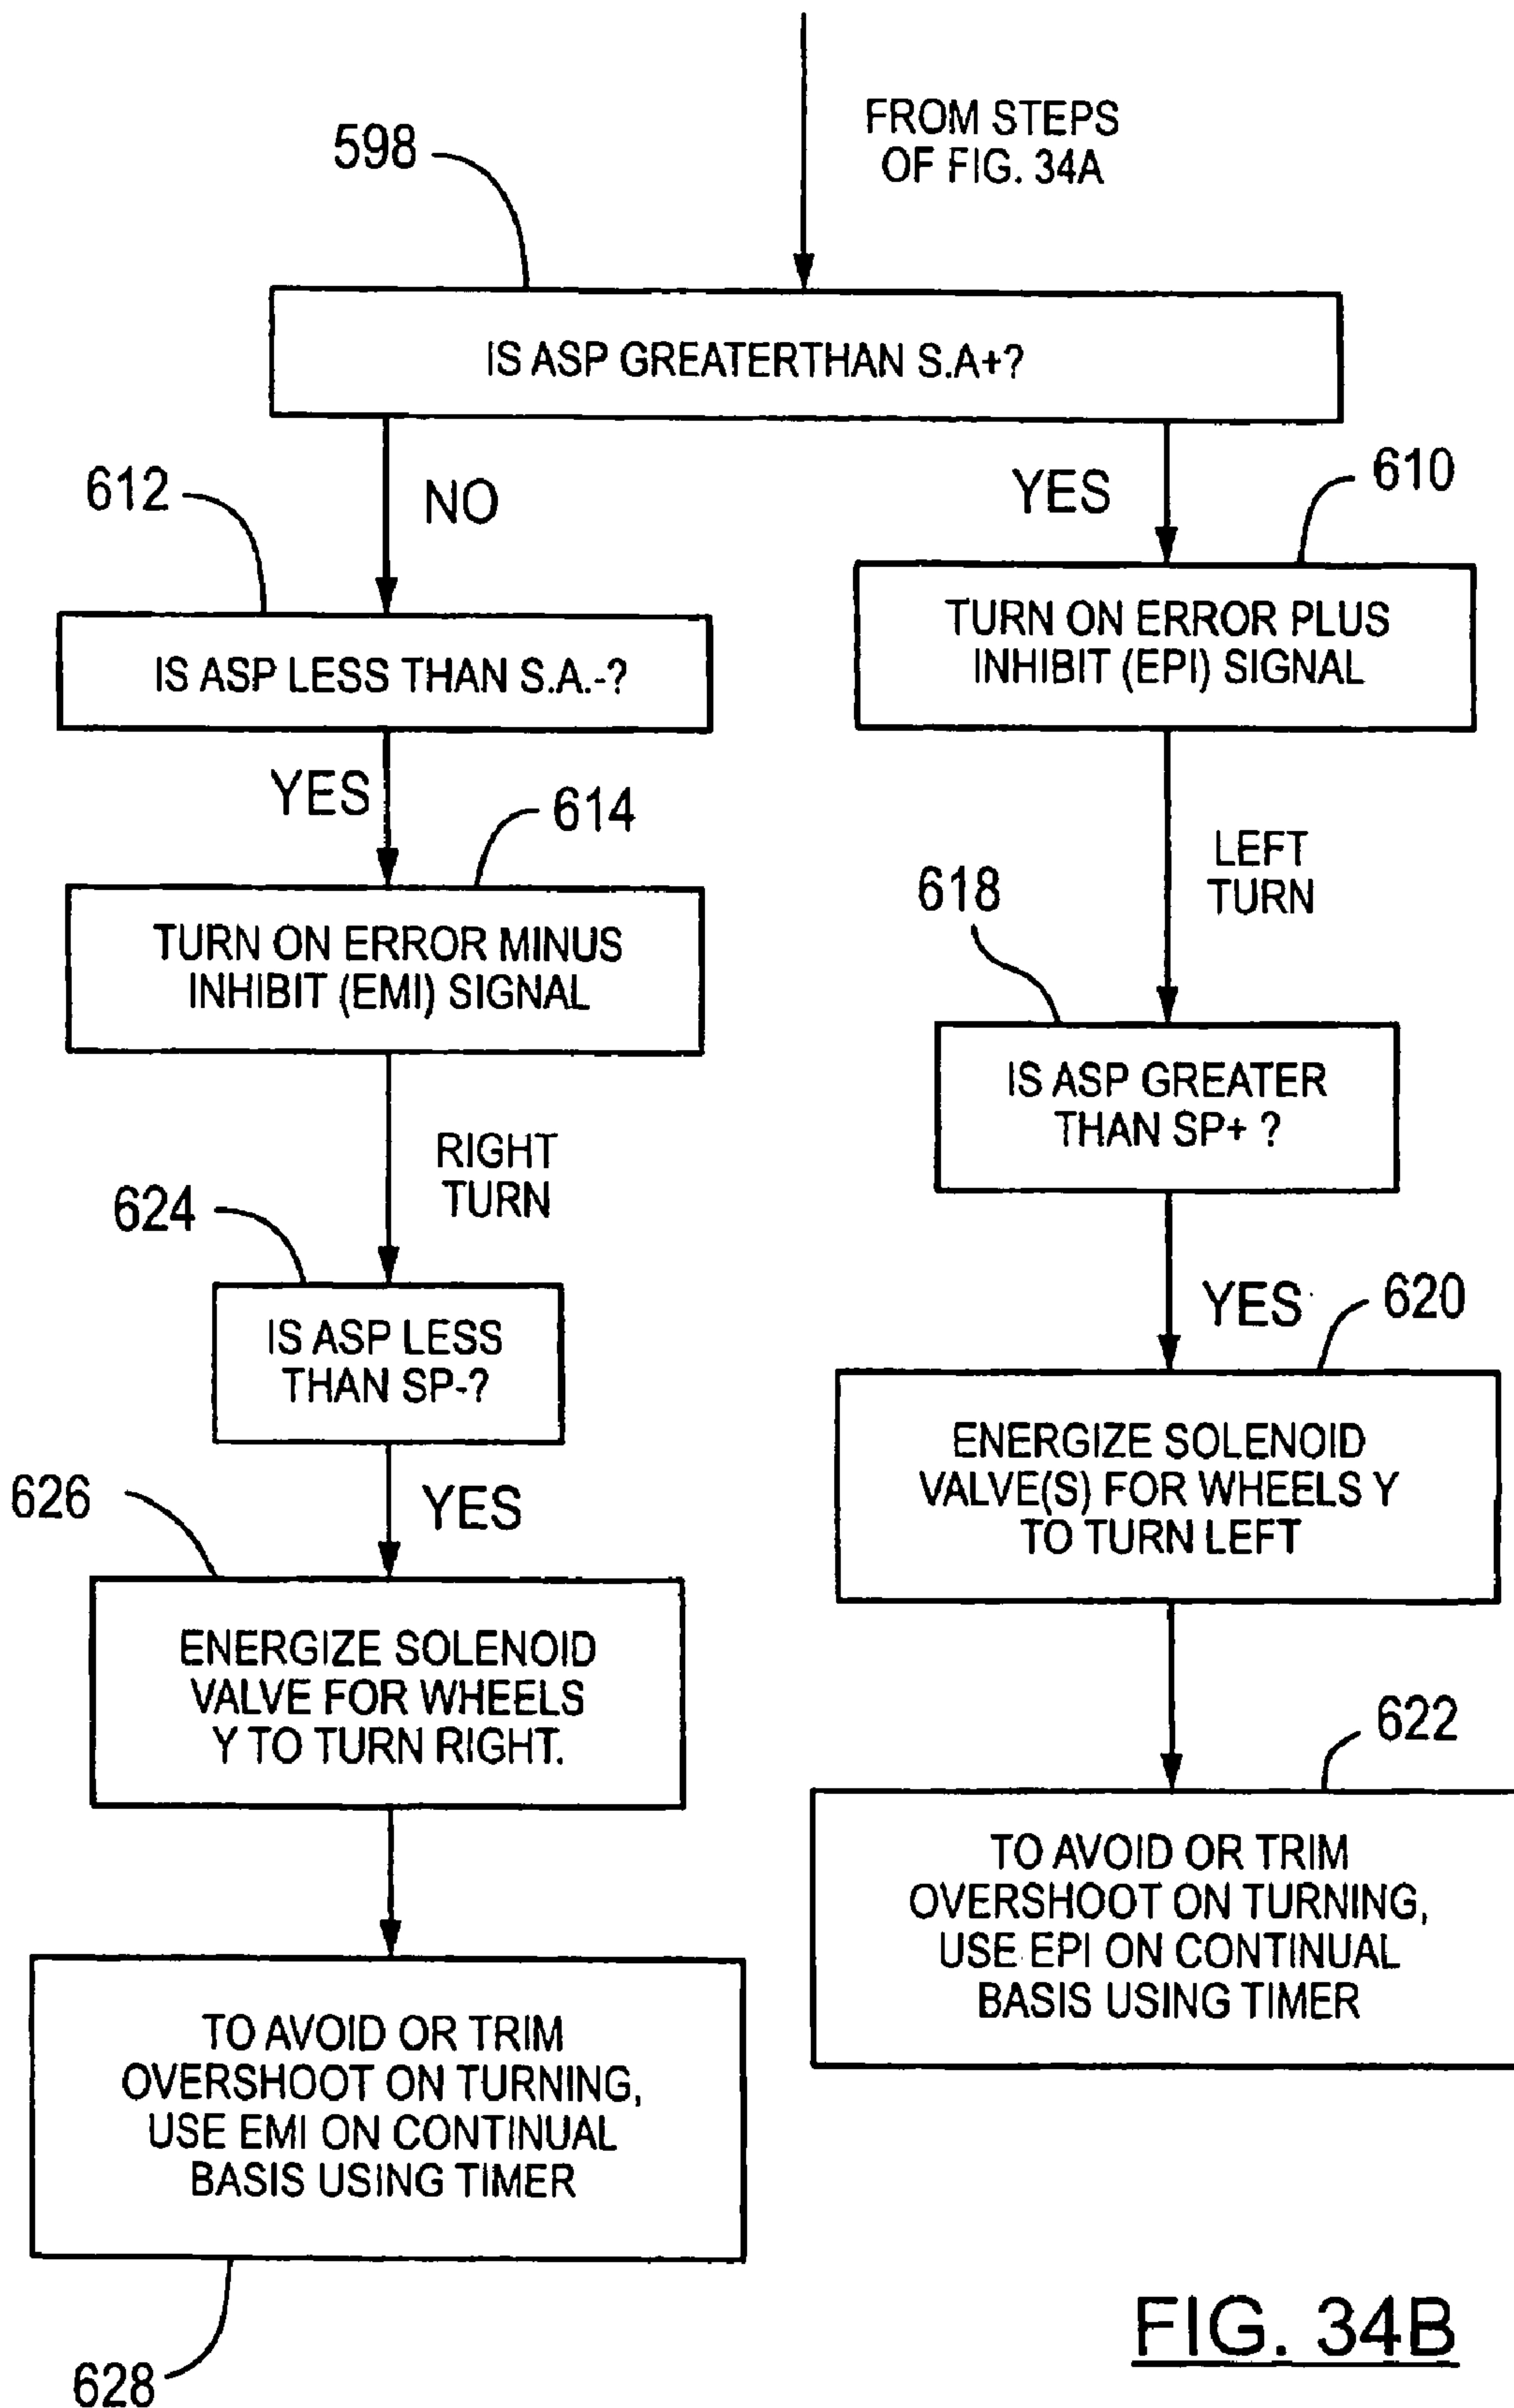 FROM STEPS
OF FIG. 34A
598
IS ASP GREATERTHAN S.A+?
612
NO
YES
610
IS ASP LESS THAN S.A.-?
TURN ON ERROR PLUS
INHIBIT (EPI) SIGNAL
YES
614
LEFT
TURN
618
TURN ON ERROR MINUS
INHIBIT (EMI) SIGNAL
IS ASP GREATER
THAN SP+ ?
RIGHT
TURN
624
YES
620
IS ASP LESS
THAN SP-?
ENERGIZE SOLENOID
VALVE(S) FOR WHEELS Y
TO TURN LEFT
626
YES
ENERGIZE SOLENOID
VALVE FOR WHEELS
Y TO TURN RIGHT.
622
TO AVOID OR TRIM
OVERSHOOT ON TURNING,
USE EPI ON CONTINUAL
BASIS USING TIMER
TO AVOID OR TRIM
OVERSHOOT ON TURNING,
USE EMI ON CONTINUAL
BASIS USING TIMER
628
FIG. 34B